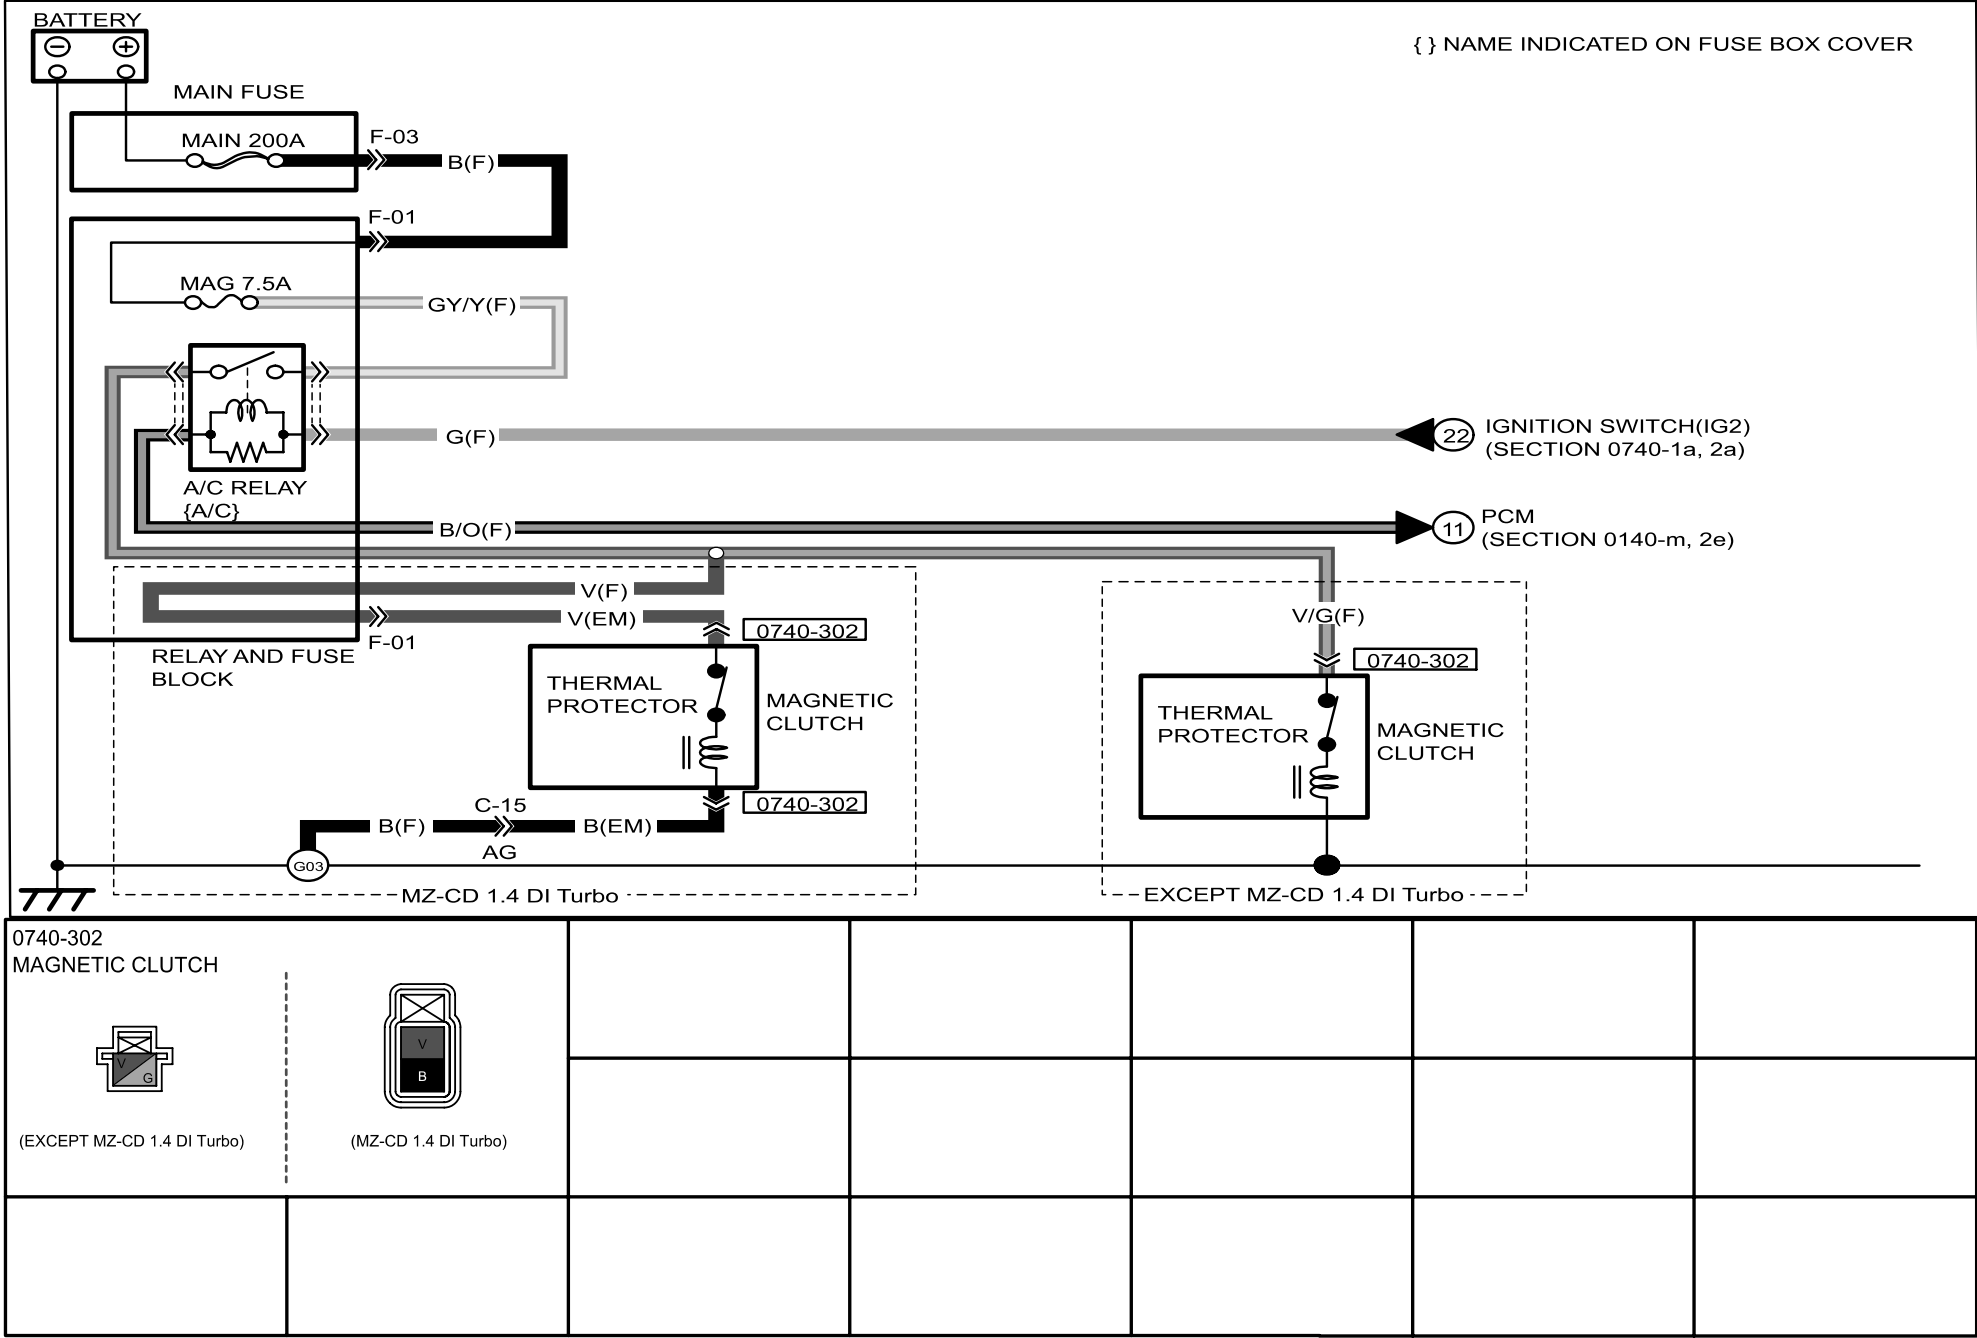 BATTERY
{ } NAME INDICATED ON FUSE BOX COVER
− +
MAIN FUSE
MAIN 200A
F-03
B(F)
F-01
MAG 7.5A
GY/Y(F)
G(F)
22
IGNITION SWITCH(IG2)
(SECTION 0740-1a, 2a)
A/C RELAY
{A/C}
B/O(F)
11
PCM
(SECTION 0140-m, 2e)
V(F)
V(EM)
F-01
0740-302
V/G(F)
0740-302
RELAY AND FUSE
BLOCK
THERMAL
PROTECTOR
MAGNETIC
CLUTCH
THERMAL
PROTECTOR
MAGNETIC
CLUTCH
0740-302
C-15
B(F)
B(EM)
AG
G03
MZ-CD 1.4 DI Turbo
EXCEPT MZ-CD 1.4 DI Turbo
0740-302
MAGNETIC CLUTCH
V
G
V
B
(EXCEPT MZ-CD 1.4 DI Turbo)
(MZ-CD 1.4 DI Turbo)